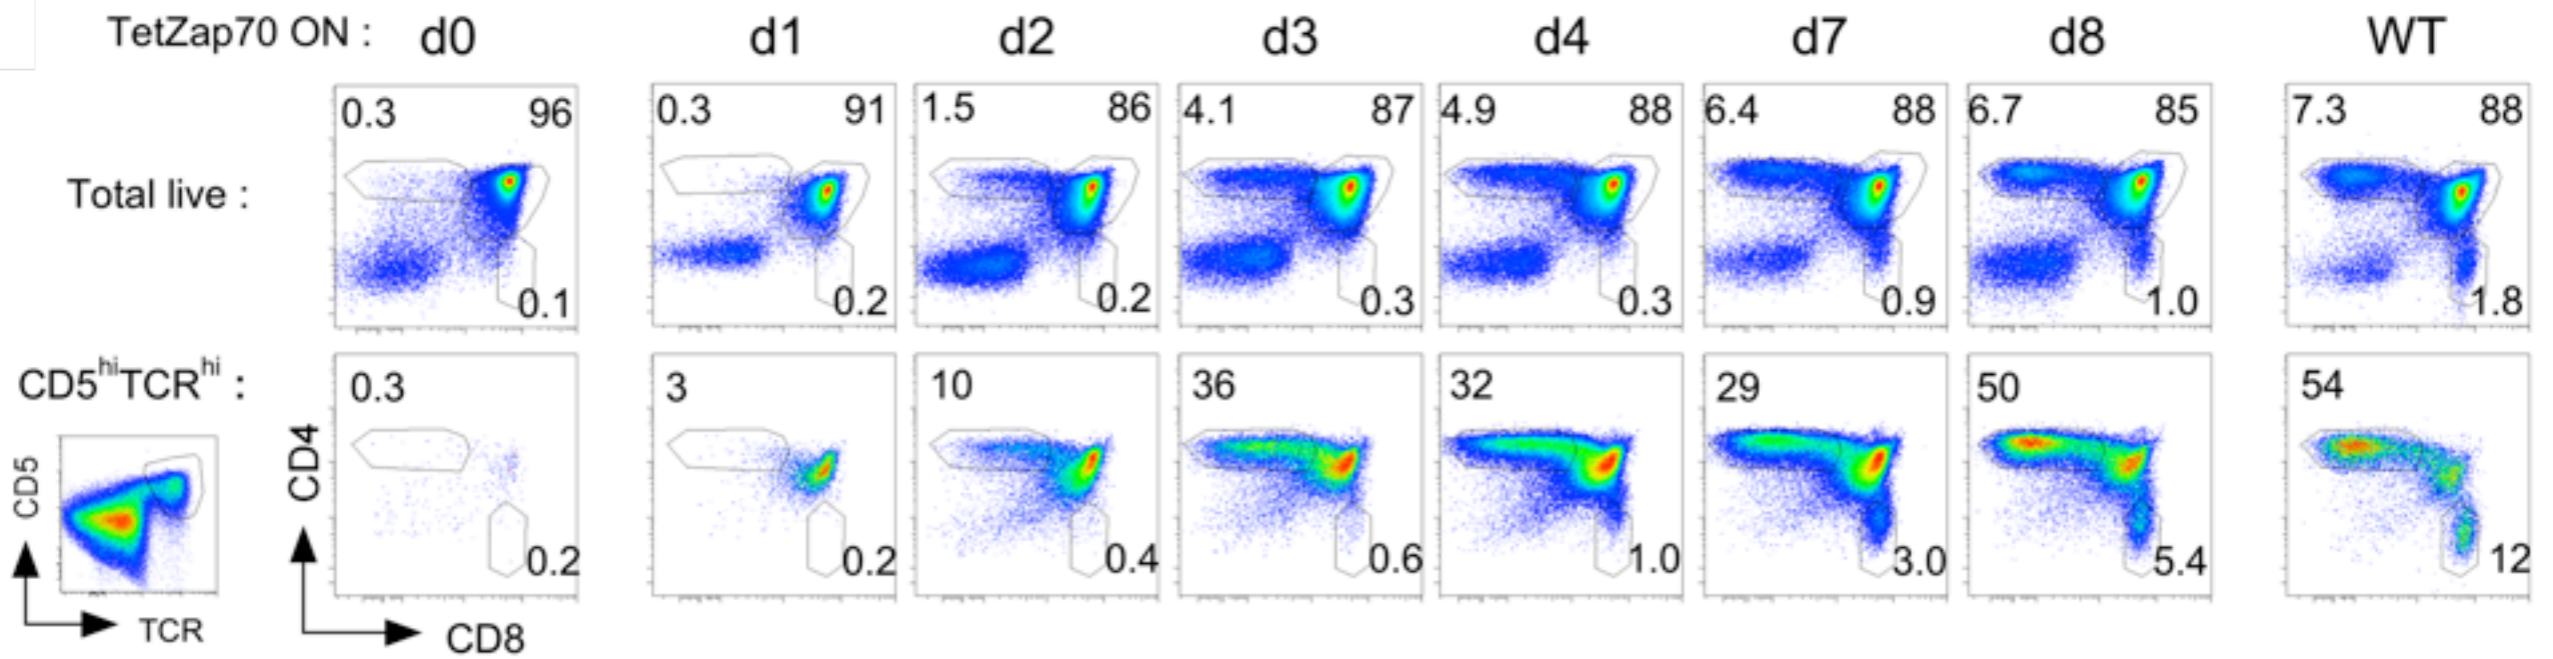 TetZap70 ON : d0 d1 d2 d3 d4 d7 d8 WT
Total live :
0.3 96 0.1
0.3 91 0.2
1.5 86 0.2
4.1 87 0.3
4.9 88 0.3
6.4 88 0.9
6.7 85 1.0
7.3 88 1.8
CD5hiTCRhi :
0.3 0.2
3 0.2
10 0.4
36 0.6
32 1.0
29 3.0
50 5.4
54 12
CD5
TCR
CD4
CD8